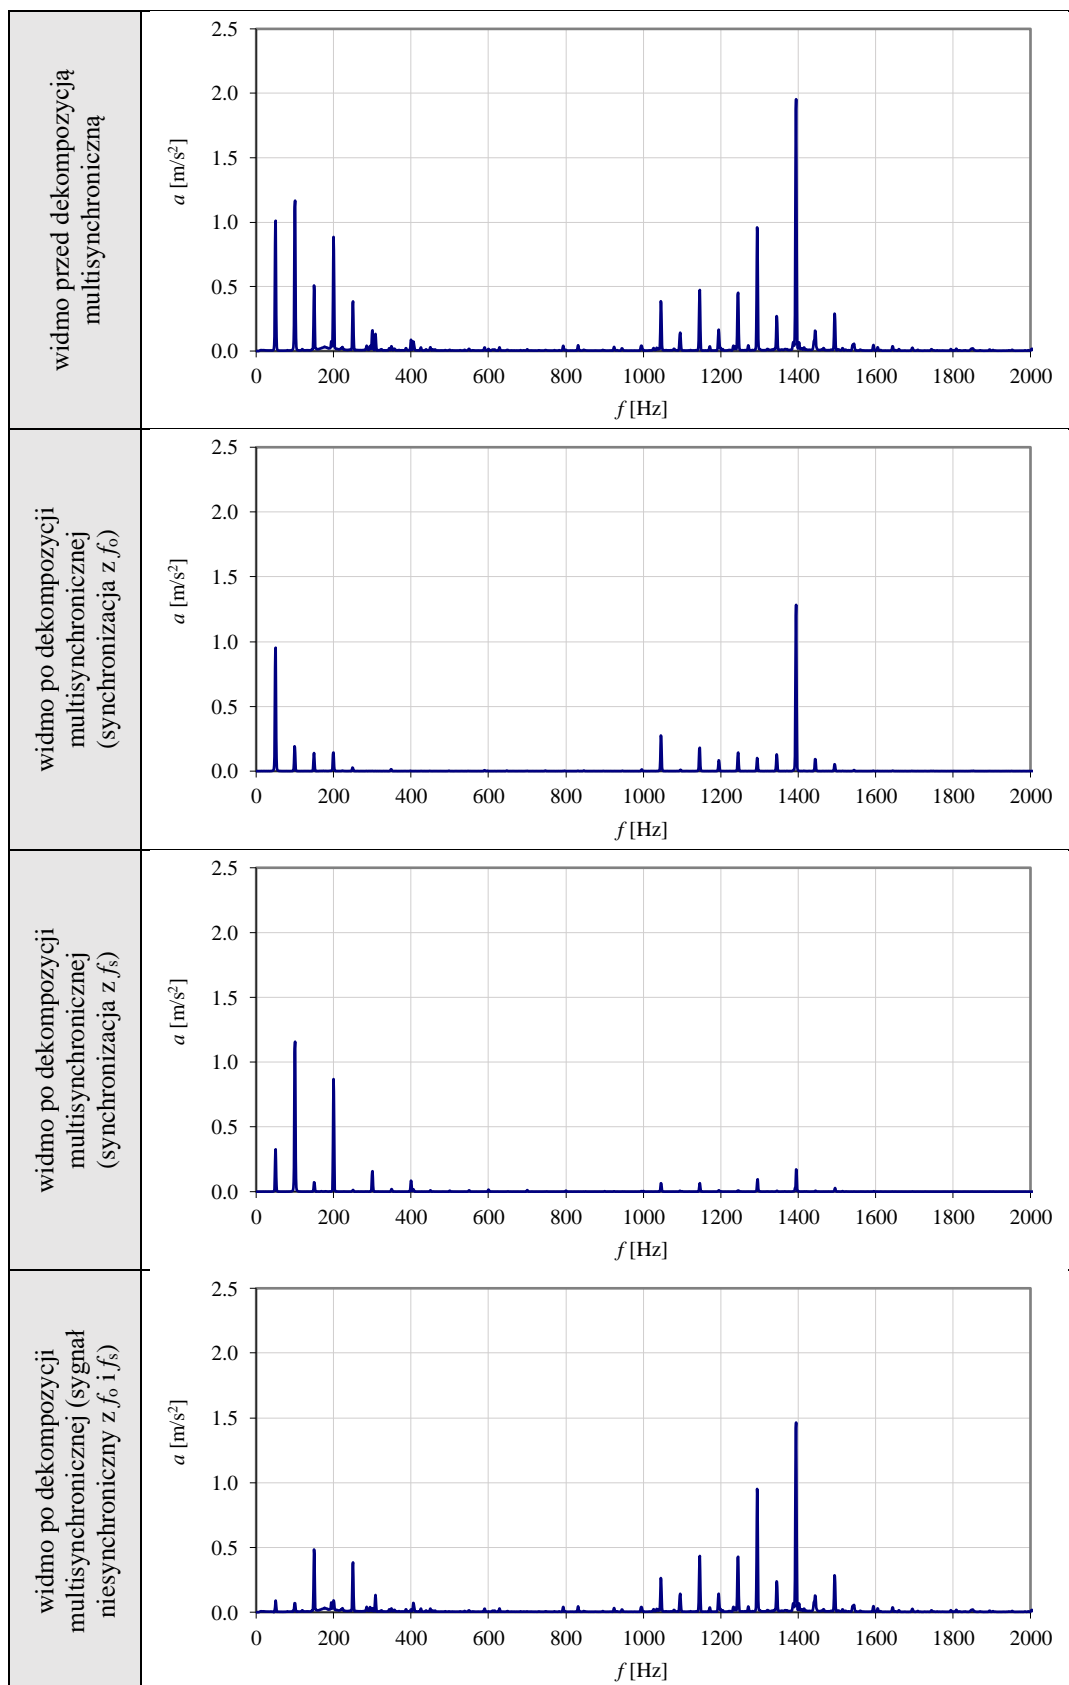 widmo przed dekompozycją
multisynchroniczną
2.5
2.0
1.5
1.0
0.5
0.0
a [m/s²]
0 200 400 600 800 1000 1200 1400 1600 1800 2000
f [Hz]
widmo po dekompozycji
multisynchronicznej
(synchronizacja z fo)
2.5
2.0
1.5
1.0
0.5
0.0
a [m/s²]
0 200 400 600 800 1000 1200 1400 1600 1800 2000
f [Hz]
widmo po dekompozycji
multisynchronicznej
(synchronizacja z fs)
2.5
2.0
1.5
1.0
0.5
0.0
a [m/s²]
0 200 400 600 800 1000 1200 1400 1600 1800 2000
f [Hz]
widmo po dekompozycji
multisynchronicznej (sygnał
niesynchroniczny z fo i fs)
2.5
2.0
1.5
1.0
0.5
0.0
a [m/s²]
0 200 400 600 800 1000 1200 1400 1600 1800 2000
f [Hz]